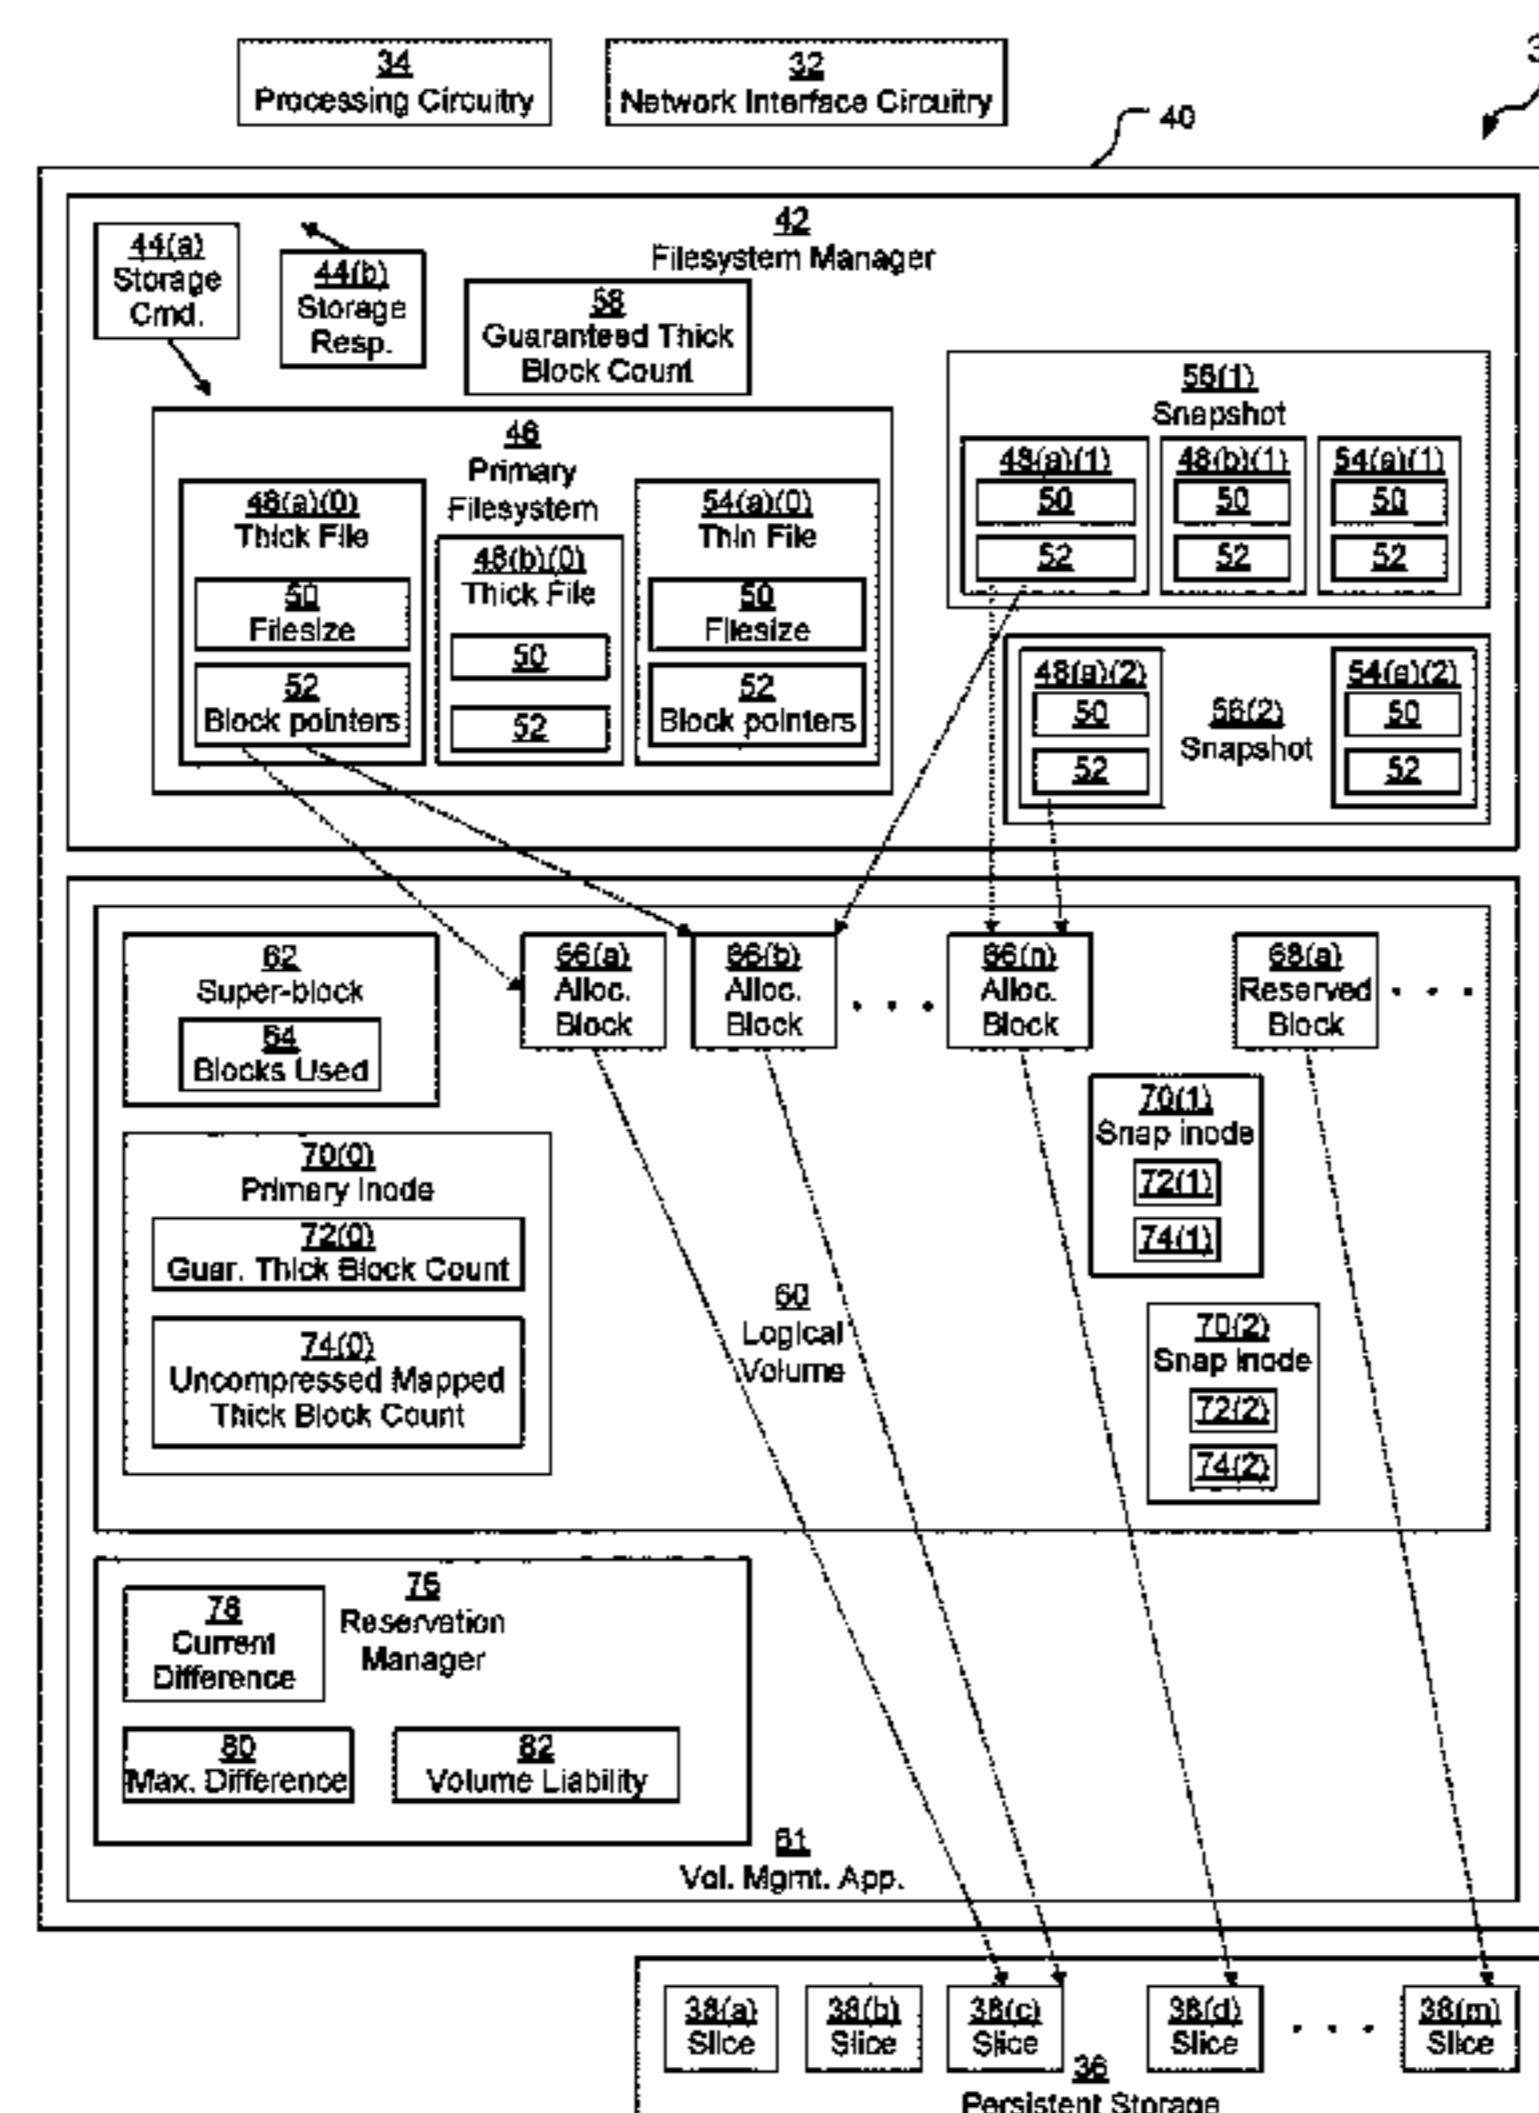 34
Processing Circuitry
32
Network Interface Circuitry
40
42
Filesystem Manager
44(a)
Storage
Cmd.
44(b)
Storage
Resp.
58
Guaranteed Thick
Block Count
46
Primary
Filesystem
48(a)(0)
Thick File
50
Filesize
52
Block pointers
48(b)(0)
Thick File
50
52
54(a)(0)
Thin File
50
Filesize
52
Block pointers
56(1)
Snapshot
48(a)(1)
50
52
48(b)(1)
50
52
54(a)(1)
50
52
48(a)(2)
50
52
56(2)
Snapshot
54(a)(2)
50
52
62
Super-block
64
Blocks Used
66(a)
Alloc.
Block
66(b)
Alloc.
Block
. . .
66(n)
Alloc.
Block
68(a)
Reserved
Block
. . .
70(0)
Primary Inode
72(0)
Guar. Thick Block Count
74(0)
Uncompressed Mapped
Thick Block Count
60
Logical
Volume
70(1)
Snap inode
72(1)
74(1)
70(2)
Snap Inode
72(2)
74(2)
78
Current
Difference
76
Reservation
Manager
80
Max. Difference
82
Volume Liability
61
Vol. Mgmt. App.
38(a)
Slice
38(b)
Slice
38(c)
Slice
38(d)
Slice
. . .
38(m)
Slice
36
Persistent Storage